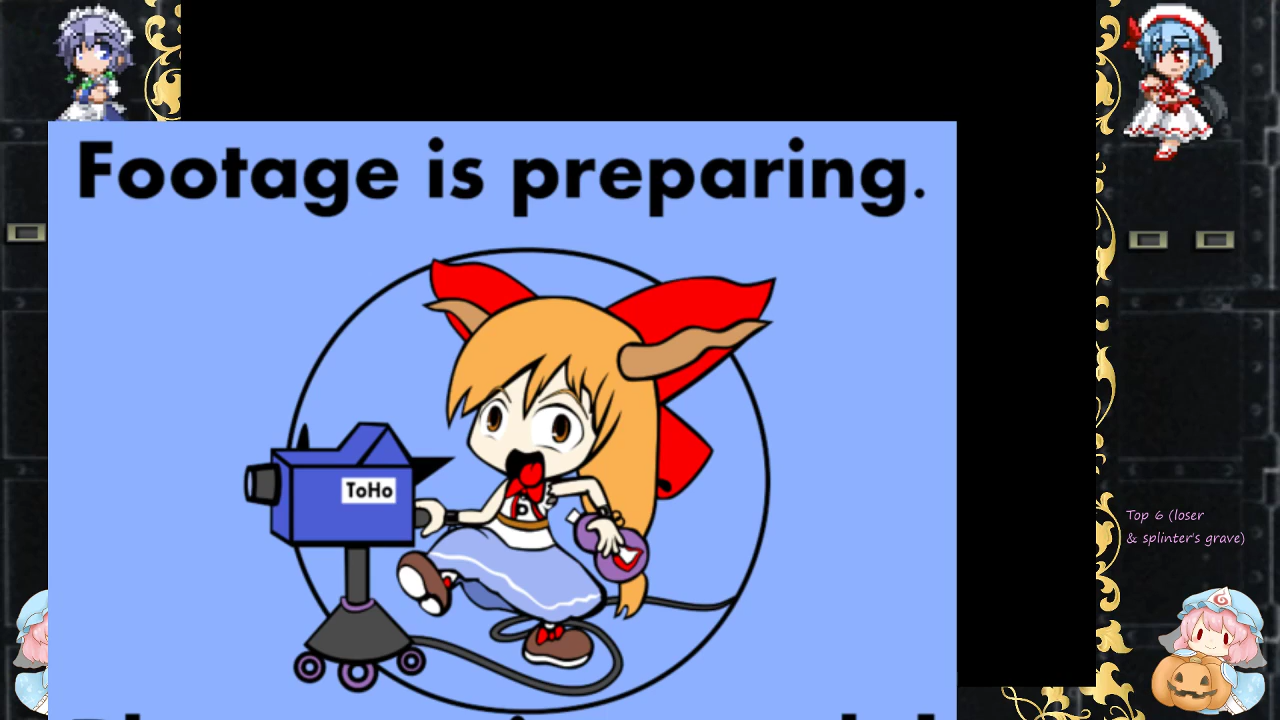 Footage is preparing.
ToHo
Top 6 (loser
& splinter's grave)